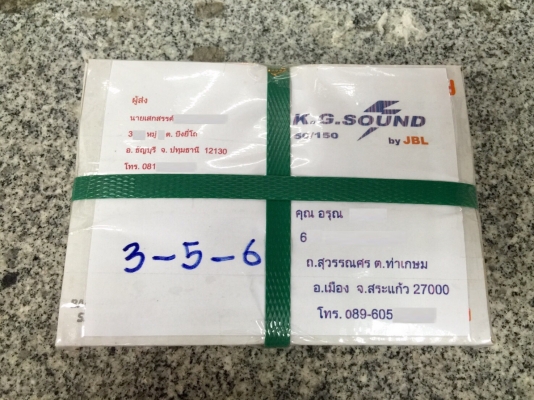 ผู้ส่ง
นายเศกสรรค์
3 หมู่ ต. บึงยี่โถ
อ. ธัญบุรี จ. ปทุมธานี 12130
โทร. 081
K.G.SOUND
50/150
by JBL
3-5-6
คุณ อรุณ
6
ถ.สุวรรณศร ต.ท่าเกษม
อ.เมือง จ.สระแก้ว 27000
โทร. 089-605